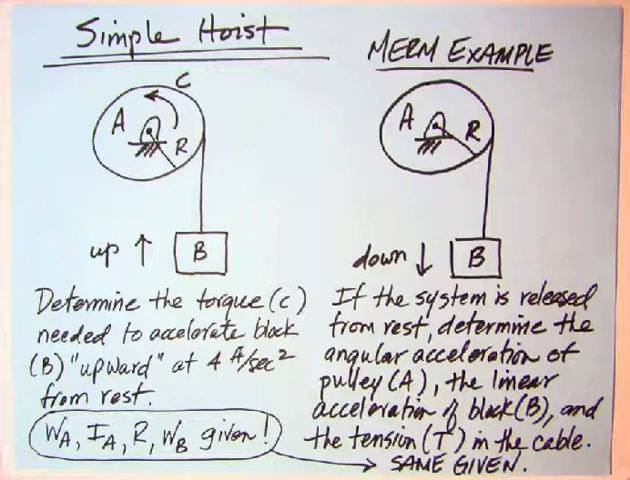 Simple Hoist
C
A
R
up ↑
B
Determine the torque (c)
needed to accelerate block
(B) "upward" at 4 ft/sec²
from rest.
WA, IA, R, WB given!
MERM EXAMPLE
A
R
down ↓
B
If the system is released
from rest, determine the
angular acceleration of
pulley (A), the linear
acceleration of block (B), and
the tension (T) in the cable.
SAME GIVEN.